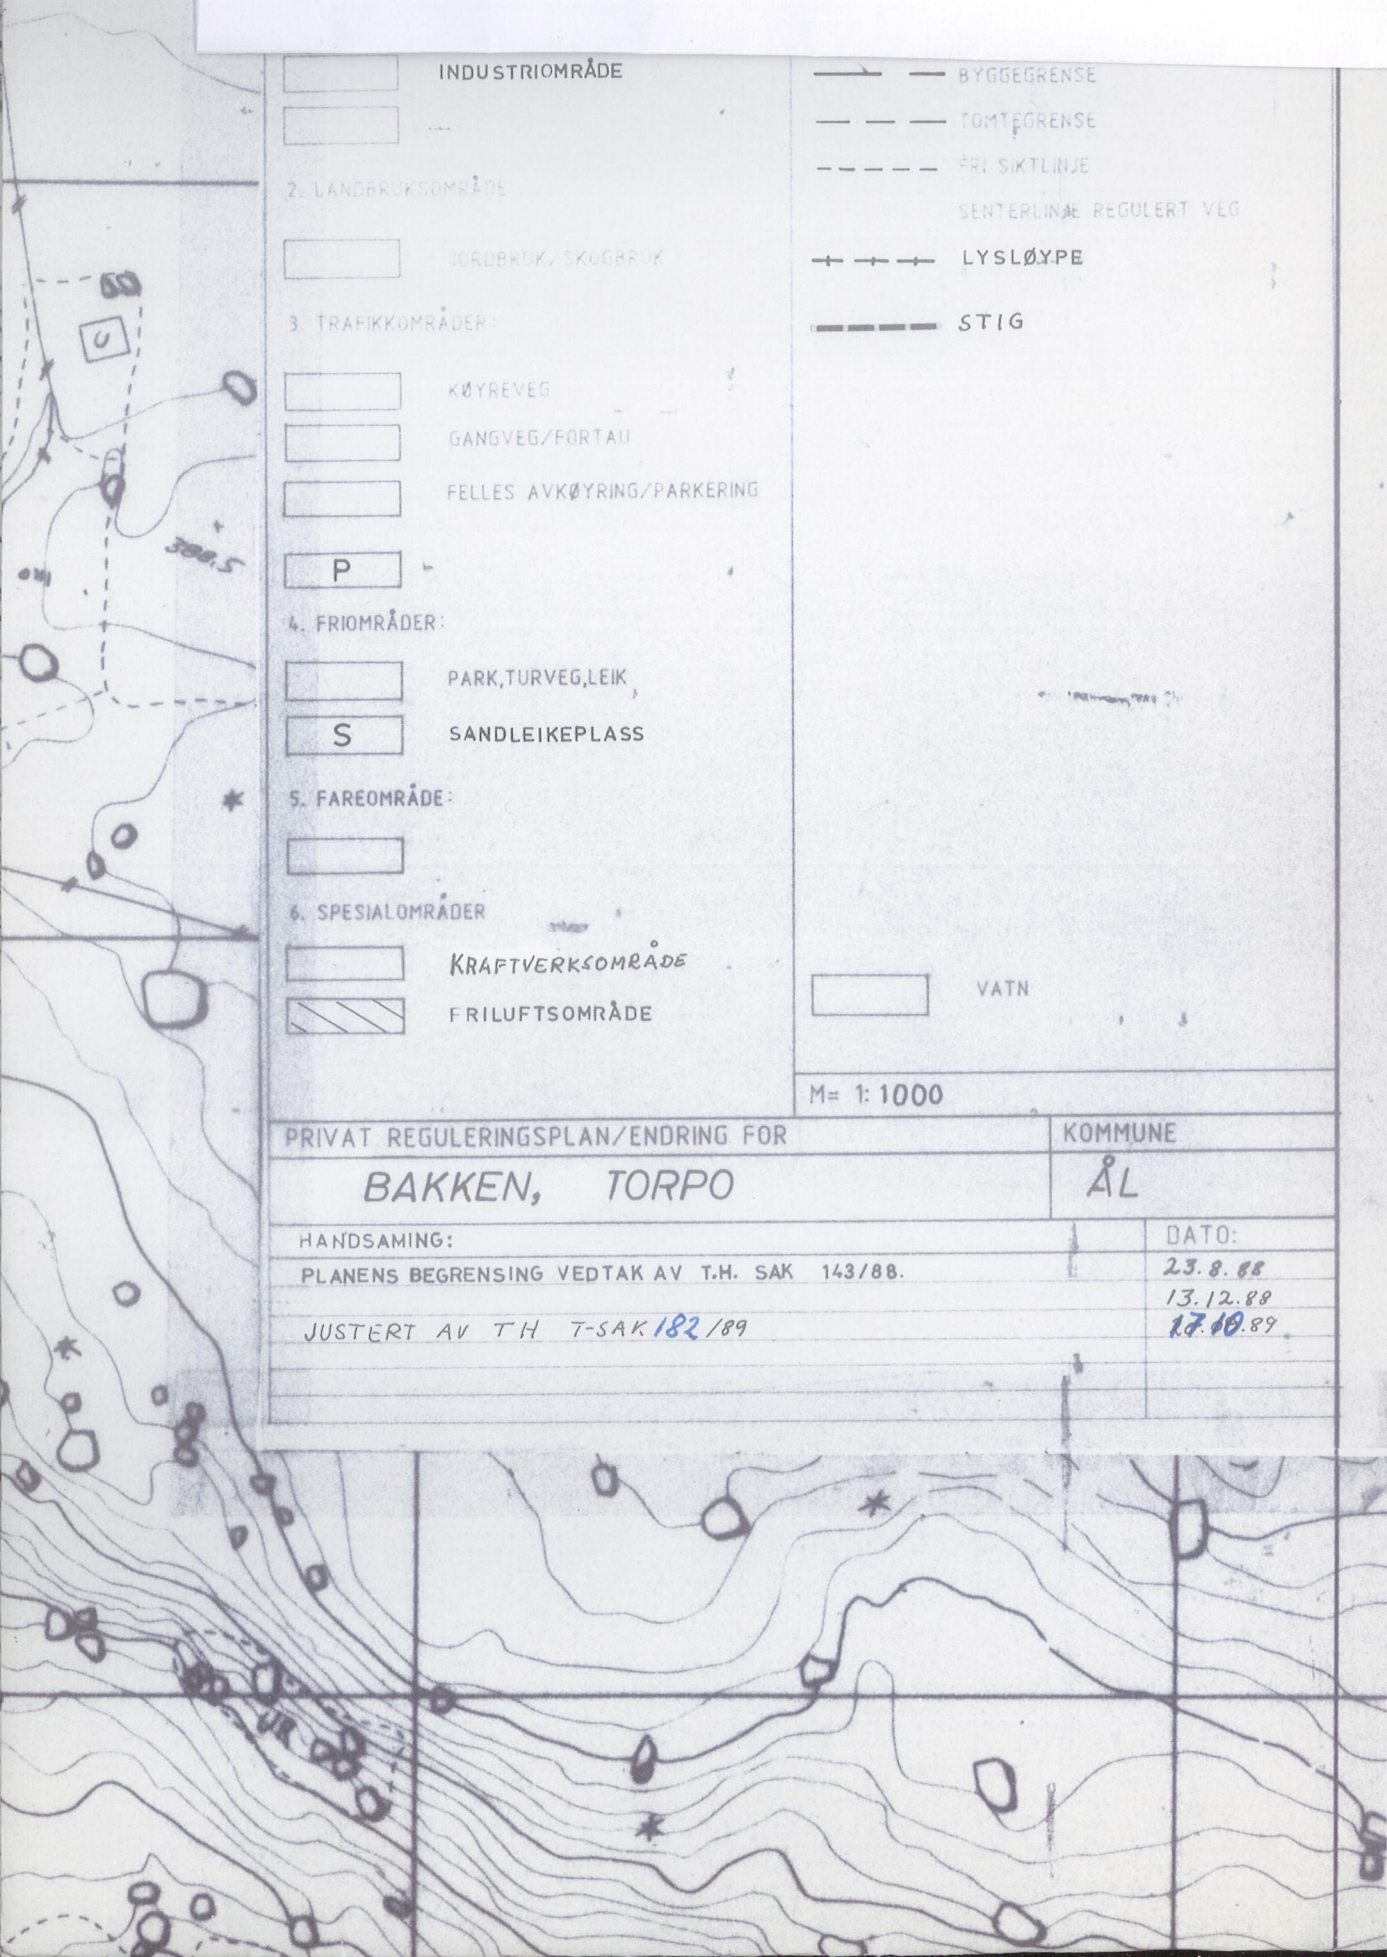 INDUSTRIOMRÅDE
2. LANDBRUKSOMRÅDE
JORDBRUK/SKOGBRUK
3. TRAFIKKOMRÅDER:
KØYREVEG
GANGVEG/FORTAU
FELLES AVKØYRING/PARKERING
P
4. FRIOMRÅDER:
PARK,TURVEG,LEIK
S SANDLEIKEPLASS
5. FAREOMRÅDE:
6. SPESIALOMRÅDER
KRAFTVERKSOMRÅDE
FRILUFTSOMRÅDE
BYGGEGRENSE
TOMTEGRENSE
FRI SIKTLINJE
SENTERLINJE REGULERT VEG
LYSLØYPE
STIG
VATN
M= 1:1000
PRIVAT REGULERINGSPLAN/ENDRING FOR
BAKKEN, TORPO
KOMMUNE
ÅL
HANDSAMING: DATO:
PLANENS BEGRENSING VEDTAK AV T.H. SAK 143/88. 23.8.88
13.12.88
JUSTERT AV TH T-SAK 182/89 17.10.89
U
388.5
UR